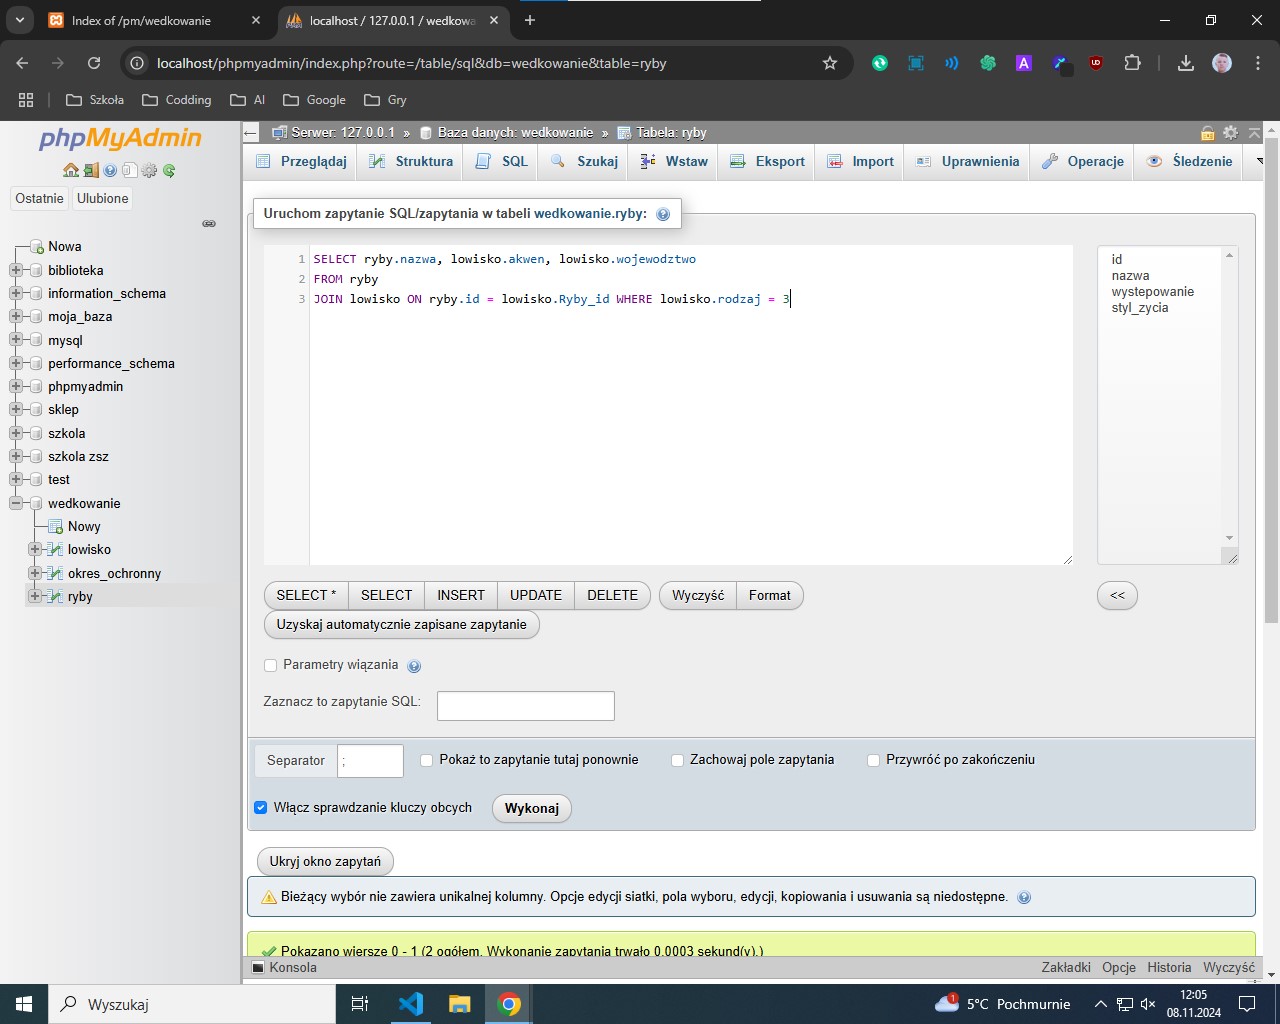 Index of /pm/wedkowanie
localhost / 127.0.0.1 / wedkowa
localhost/phpmyadmin/index.php?route=/table/sql&db=wedkowanie&table=ryby
Szkoła
Codding
AI
Google
Gry
phpMyAdmin
Ostatnie
Ulubione
Nowa
biblioteka
information_schema
moja_baza
mysql
performance_schema
phpmyadmin
sklep
szkola
szkola zsz
test
wedkowanie
Nowy
lowisko
okres_ochronny
ryby
Serwer: 127.0.0.1 » Baza danych: wedkowanie » Tabela: ryby
Przeglądaj
Struktura
SQL
Szukaj
Wstaw
Eksport
Import
Uprawnienia
Operacje
Śledzenie
Uruchom zapytanie SQL/zapytania w tabeli wedkowanie.ryby:
1 SELECT ryby.nazwa, lowisko.akwen, lowisko.wojewodztwo
2 FROM ryby
3 JOIN lowisko ON ryby.id = lowisko.Ryby_id WHERE lowisko.rodzaj = 3
id
nazwa
wystepowanie
styl_zycia
SELECT *
SELECT
INSERT
UPDATE
DELETE
Wyczyść
Format
<<
Uzyskaj automatycznie zapisane zapytanie
Parametry wiązania
Zaznacz to zapytanie SQL:
Separator
;
Pokaż to zapytanie tutaj ponownie
Zachowaj pole zapytania
Przywróć po zakończeniu
Włącz sprawdzanie kluczy obcych
Wykonaj
Ukryj okno zapytań
Bieżący wybór nie zawiera unikalnej kolumny. Opcje edycji siatki, pola wyboru, edycji, kopiowania i usuwania są niedostępne.
Pokazano wiersze 0 - 1 (2 ogółem, Wykonanie zapytania trwało 0,0003 sekund(y).)
Konsola
Zakładki
Opcje
Historia
Wyczyść
Wyszukaj
1
5°C Pochmurnie
12:05
08.11.2024